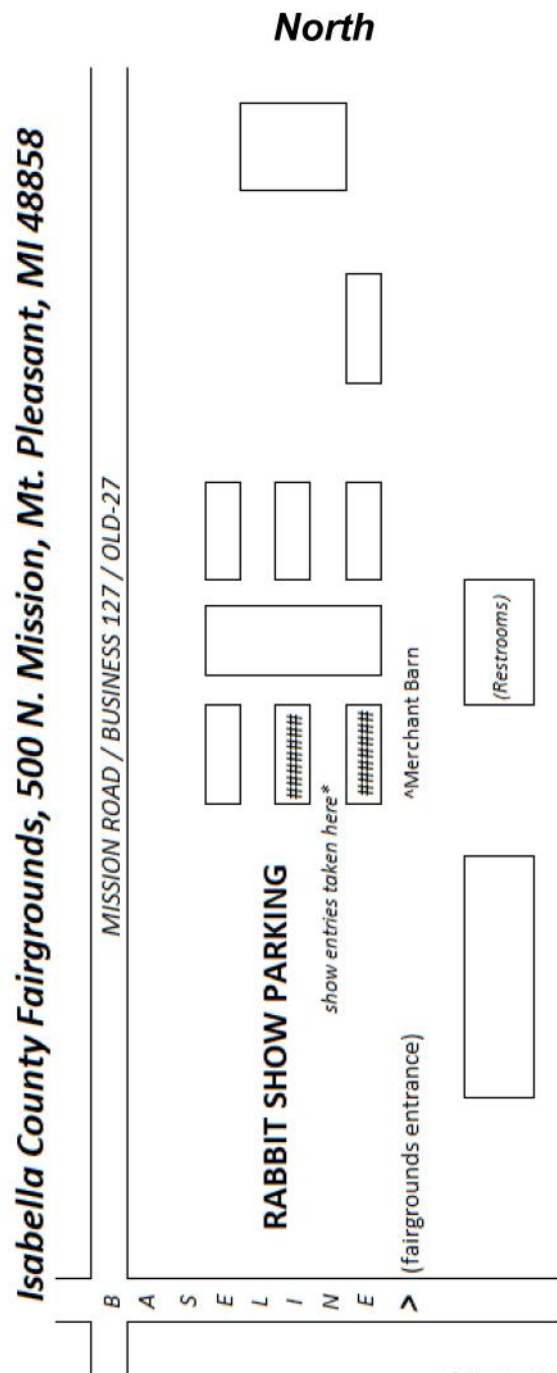 North
Isabella County Fairgrounds, 500 N. Mission, Mt. Pleasant, MI 48858
MISSION ROAD / BUSINESS 127 / OLD-27
RABBIT SHOW PARKING
#######
show entries taken here*
#######
^Merchant Barn
(fairgrounds entrance)
(Restrooms)
B
A
S
E
L
I
N
E
>